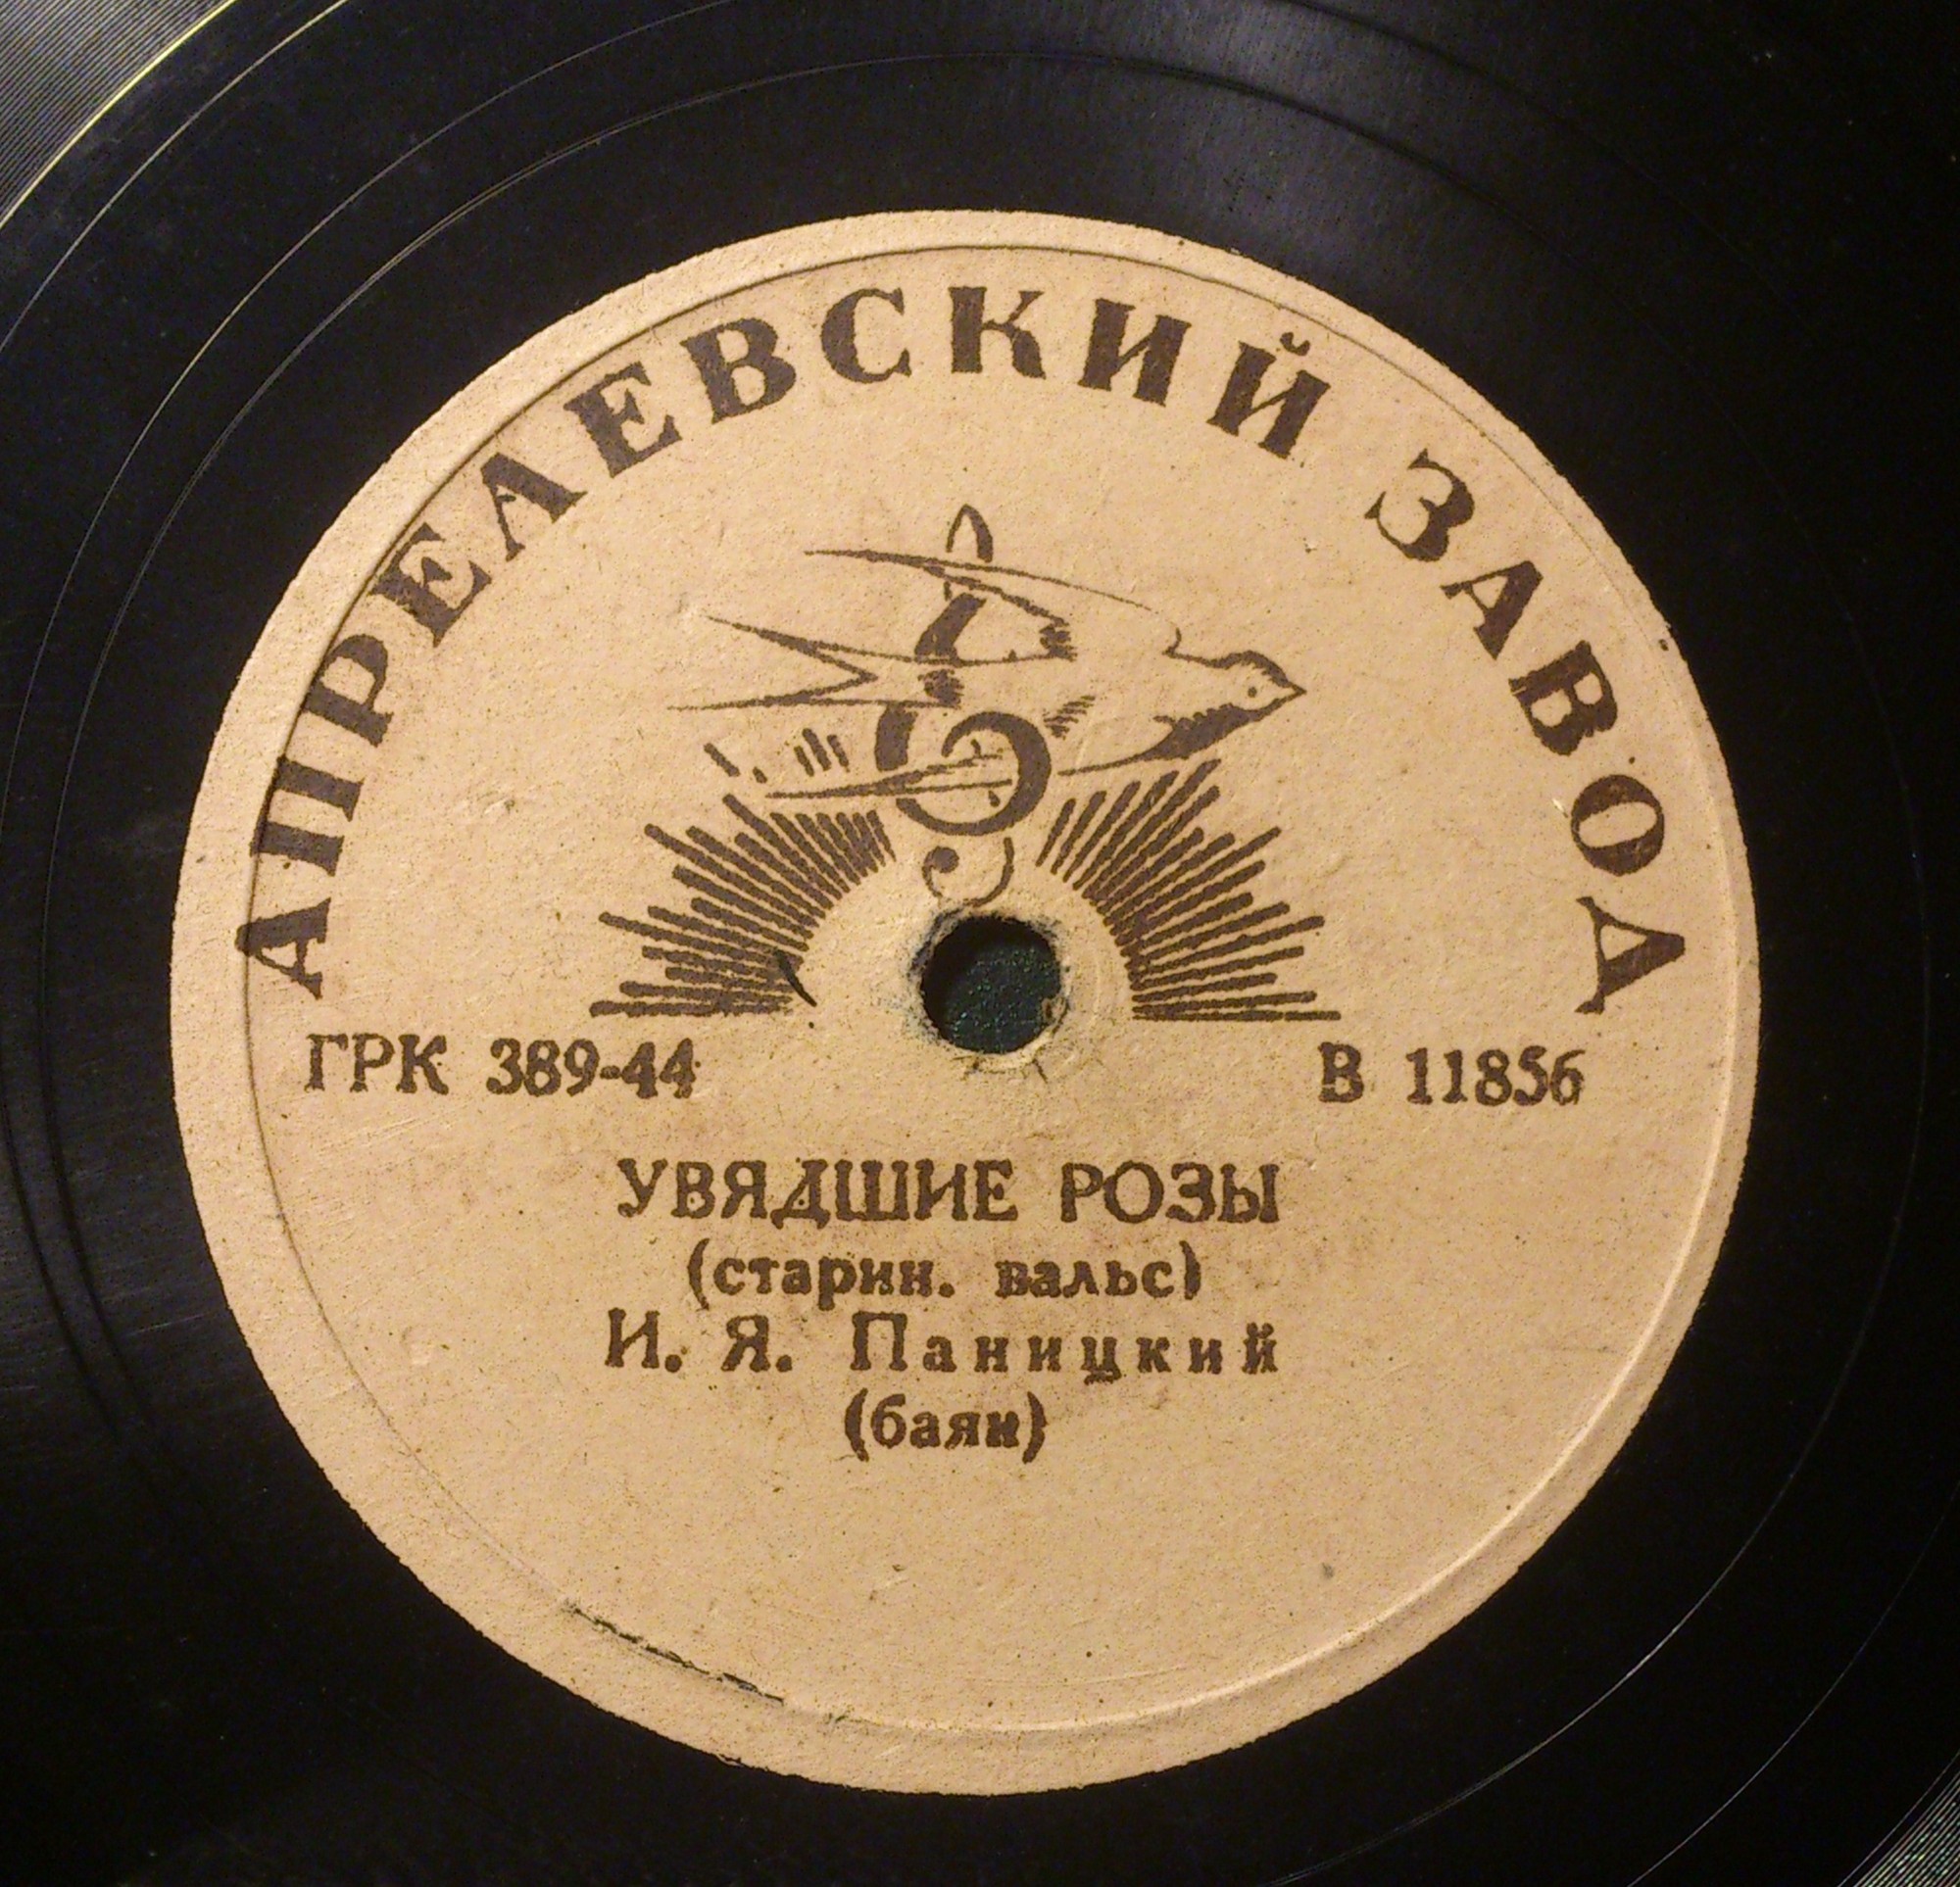 АПРЕЛЕВСКИЙ ЗАВОД
ГРК 389-44
В 11856
УВЯДШИЕ РОЗЫ
(старин. вальс)
И. Я. Паницкий
(баян)